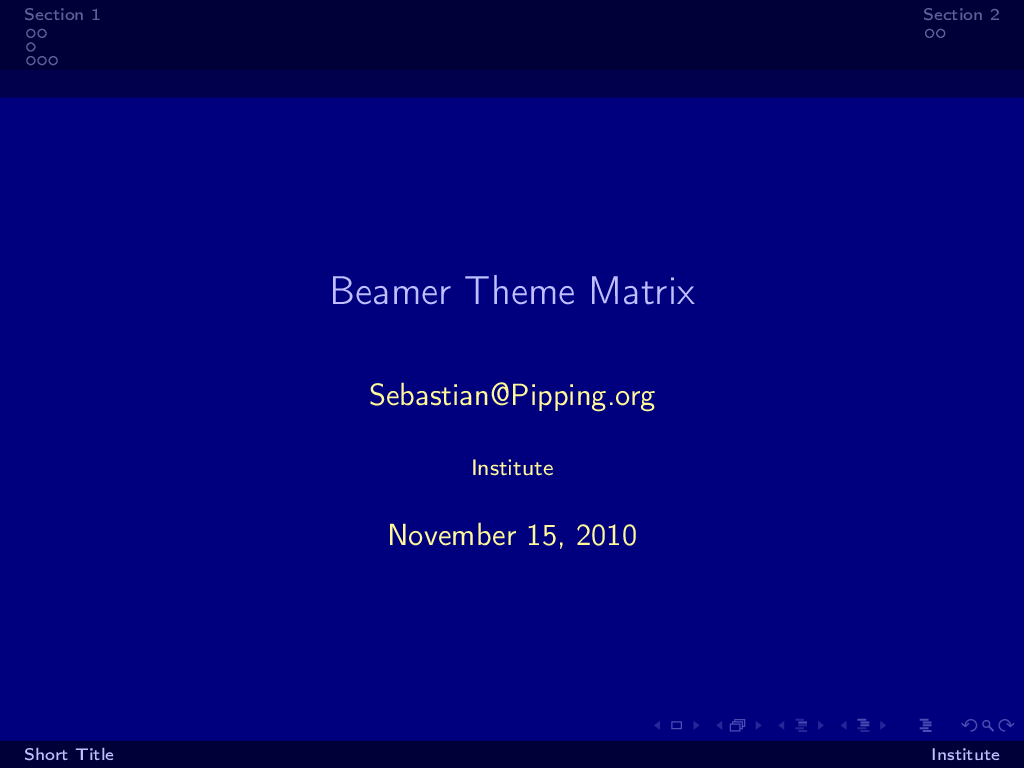 Section 1
Section 2
Beamer Theme Matrix
Sebastian@Pipping.org
Institute
November 15, 2010
Short Title
Institute